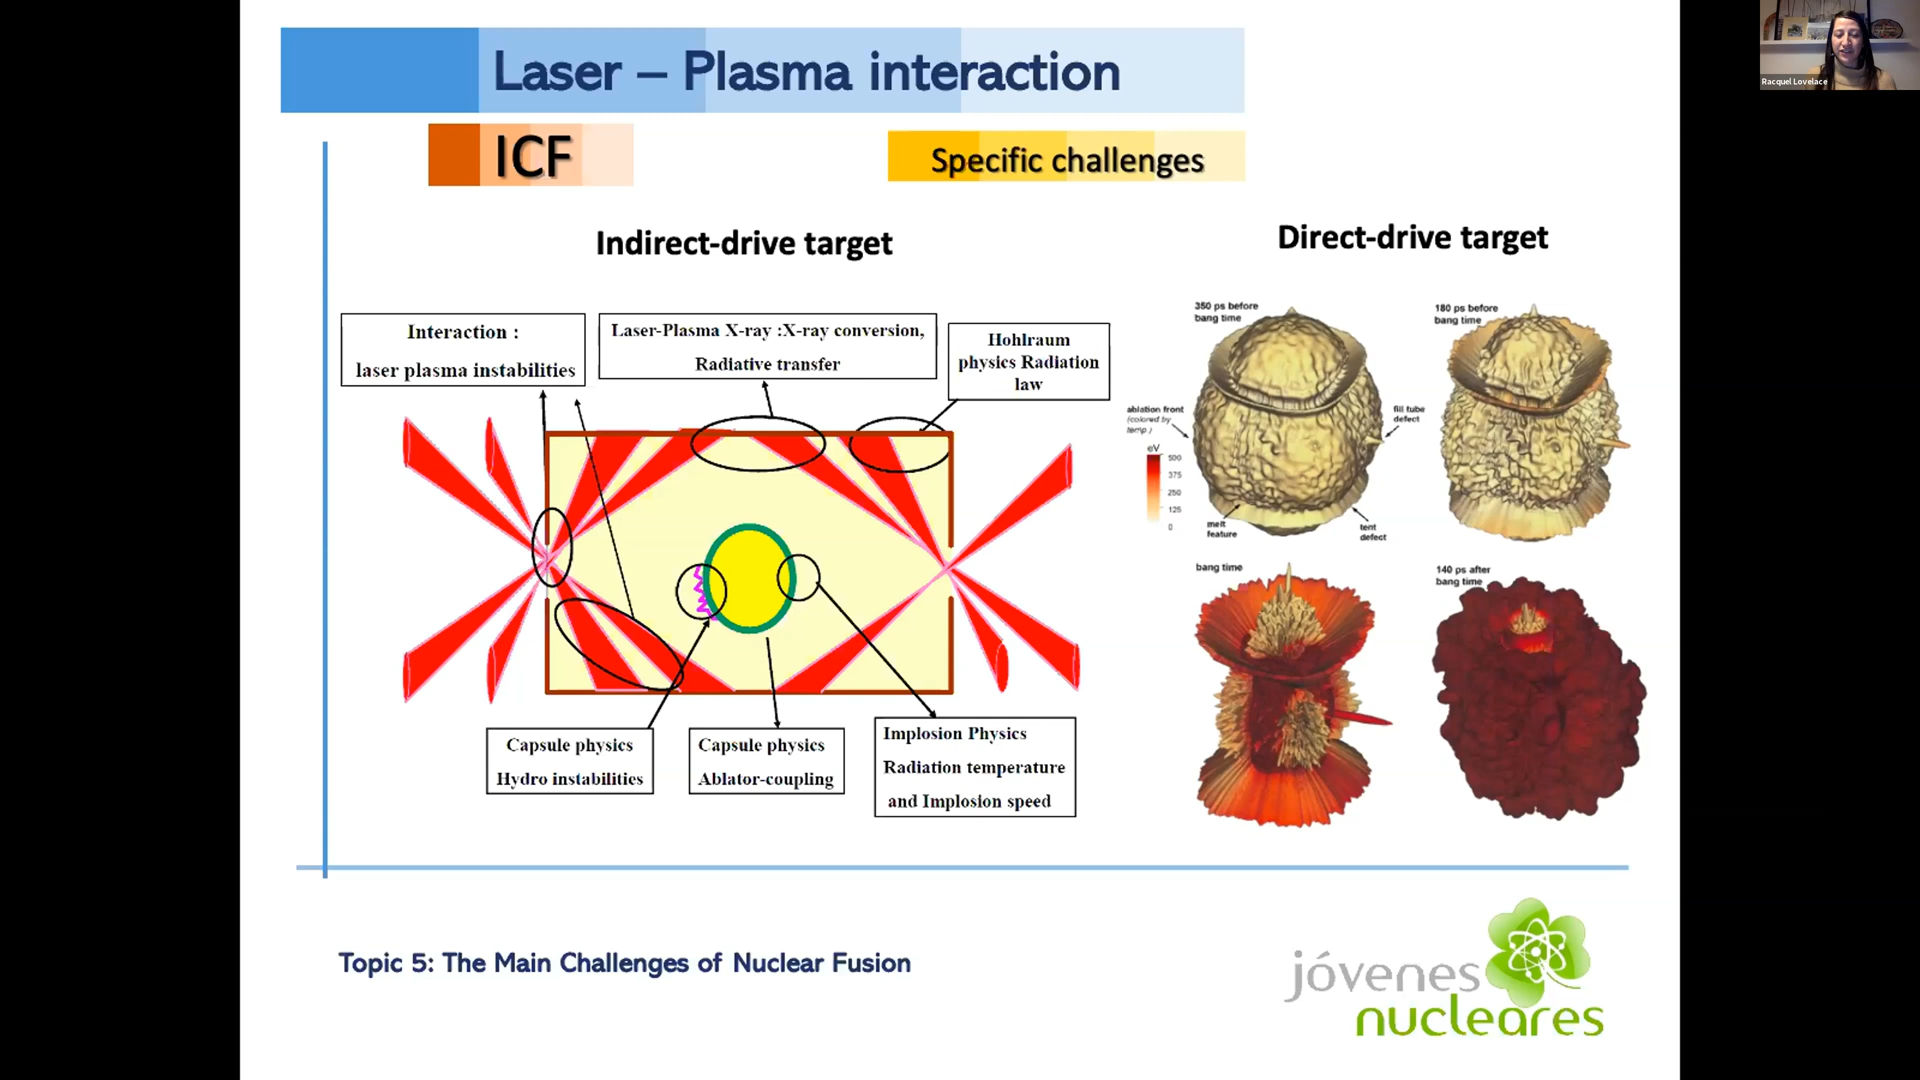 Laser – Plasma interaction
Racquel Lovelace
ICF
Specific challenges
Indirect-drive target
Direct-drive target
Interaction :
laser plasma instabilities
Laser-Plasma X-ray :X-ray conversion,
Radiative transfer
Hohlraum
physics Radiation
law
350 ps before
bang time
180 ps before
bang time
ablation front
(colored by
temp.)
fill tube
defect
eV
500
375
250
125
0
melt
feature
tent
defect
bang time
140 ps after
bang time
Capsule physics
Hydro instabilities
Capsule physics
Ablator-coupling
Implosion Physics
Radiation temperature
and Implosion speed
Topic 5: The Main Challenges of Nuclear Fusion
jóvenes
nucleares